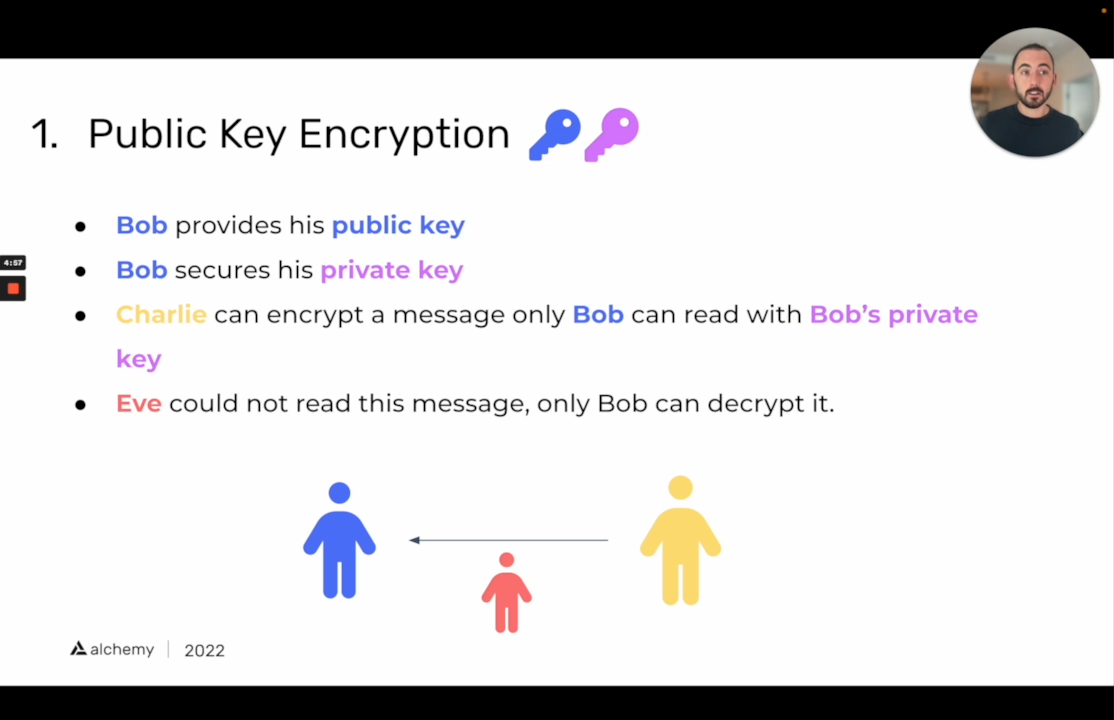 1. Public Key Encryption
● Bob provides his public key
4:57
● Bob secures his private key
● Charlie can encrypt a message only Bob can read with Bob’s private
key
● Eve could not read this message, only Bob can decrypt it.
alchemy | 2022